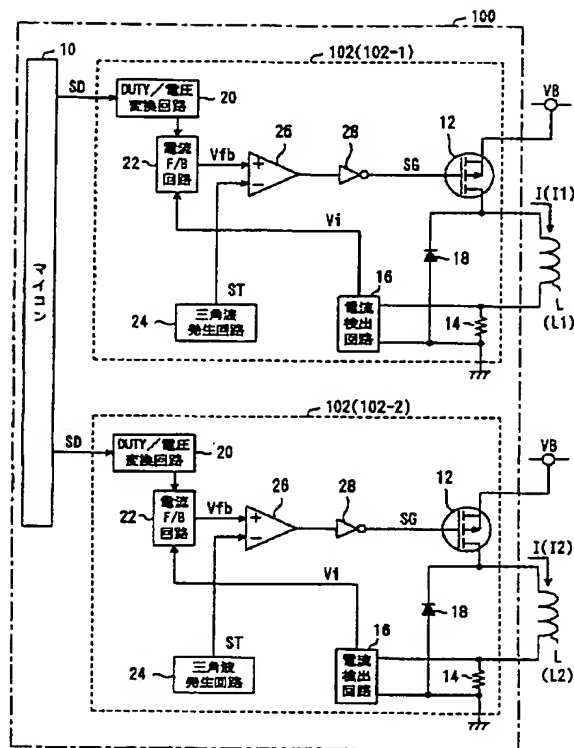 100
10
102(102-1)
SD
DUTY/電圧
変換回路
20
VB
12
26
28
22
電流
F/B
回路
Vfb
+
−
SG
I(I1)
Vi
18
ST
16
24
三角波
発生回路
電流
検出
回路
14
L
(L1)
マイコン
102(102-2)
SD
DUTY/電圧
変換回路
20
VB
12
26
28
22
電流
F/B
回路
Vfb
+
−
SG
I(I2)
Vi
18
ST
16
24
三角波
発生回路
電流
検出
回路
14
L
(L2)